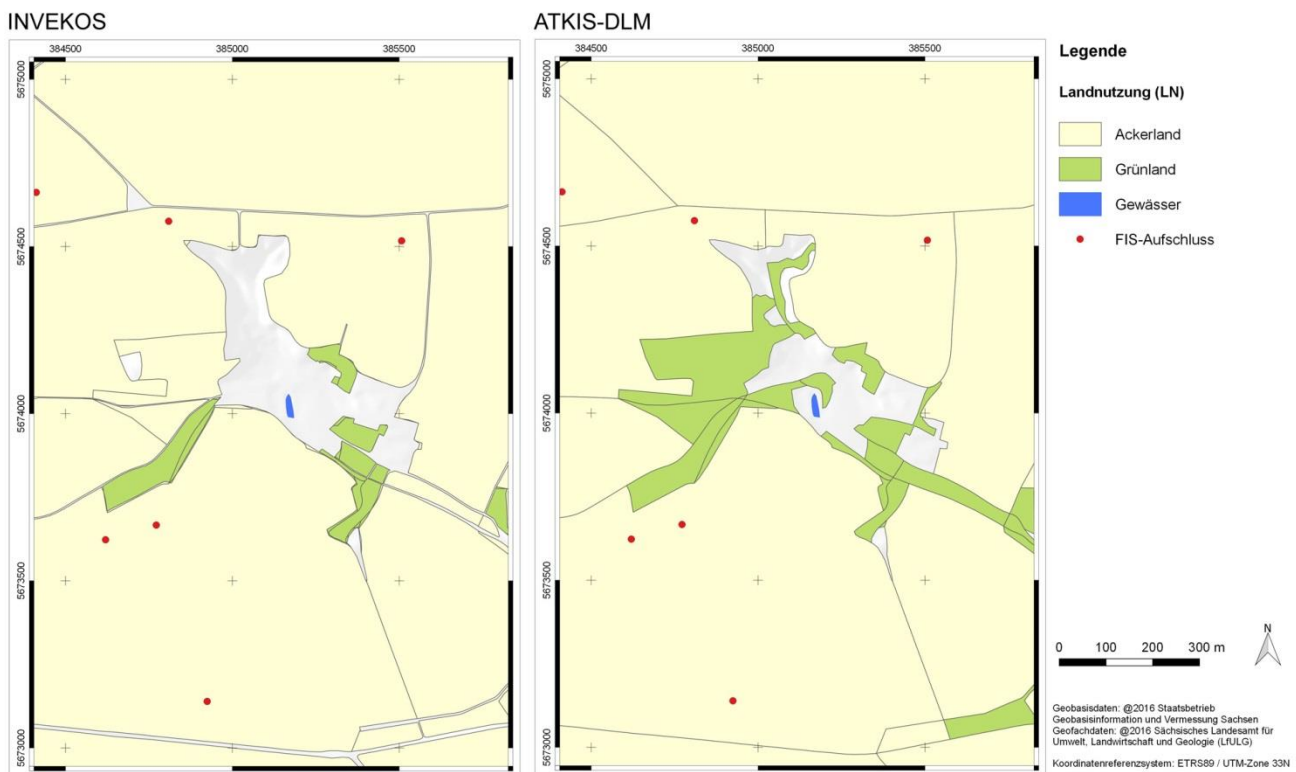 INVEKOS
384500 385000 385500
5675000
5674500
5674000
5673500
5673000
ATKIS-DLM
384500 385000 385500
5675000
5674500
5674000
5673500
5673000
Legende
Landnutzung (LN)
Ackerland
Grünland
Gewässer
FIS-Aufschluss
N
0 100 200 300 m
Geobasisdaten: @2016 Staatsbetrieb
Geobasisinformation und Vermessung Sachsen
Geofachdaten: @2016 Sächsisches Landesamt für
Umwelt, Landwirtschaft und Geologie (LfULG)
Koordinatenreferenzsystem: ETRS89 / UTM-Zone 33N